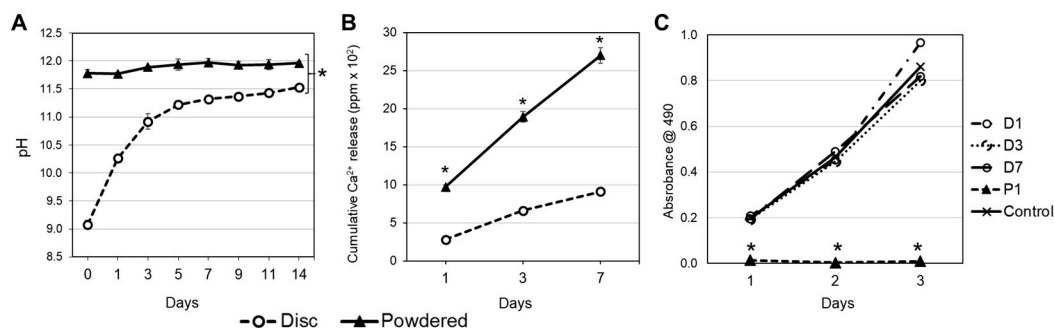 A
pH
12.5
12.0
11.5
11.0
10.5
10.0
9.5
9.0
8.5
*
0 1 3 5 7 9 11 14
Days
B
Cumulative Ca²⁺ release (ppm x 10²)
30
25
20
15
10
5
0
* * *
1 3 7
Days
Disc Powdered
C
Absrobance @ 490
1.0
0.8
0.6
0.4
0.2
0.0
* * *
1 2 3
Days
D1
D3
D7
P1
Control